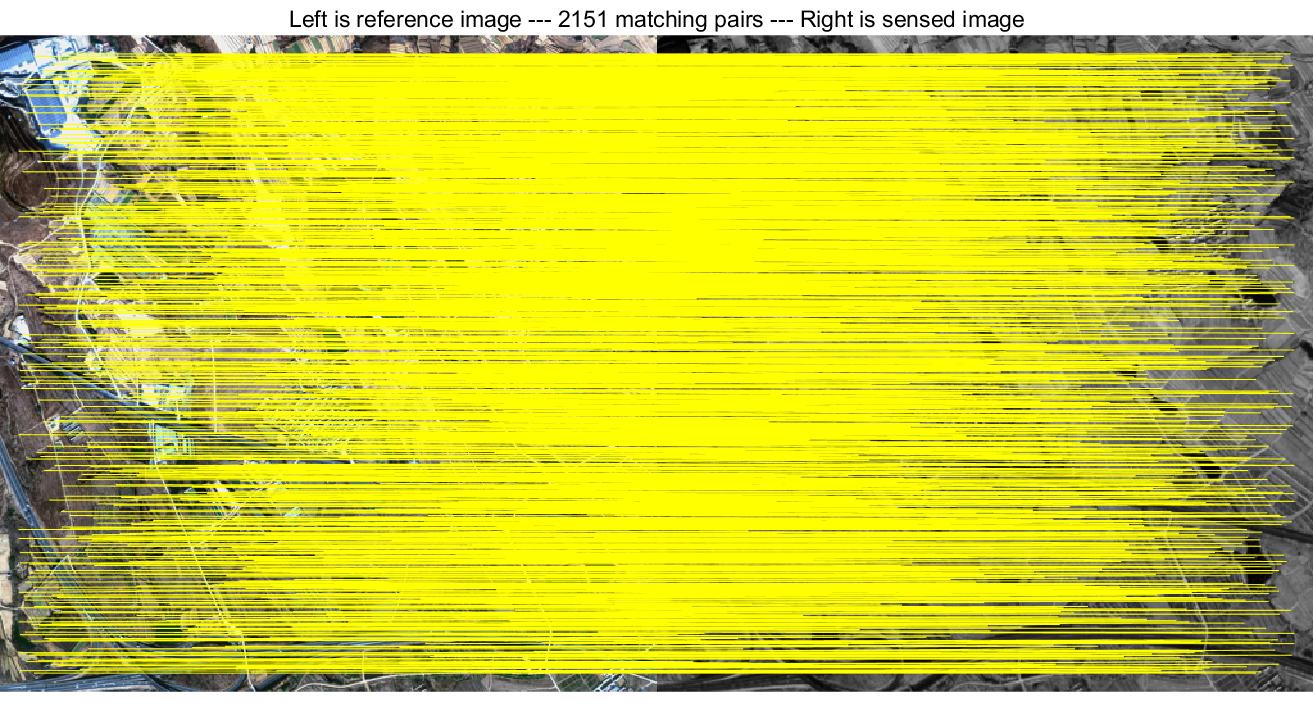 Left is reference image --- 2151 matching pairs --- Right is sensed image